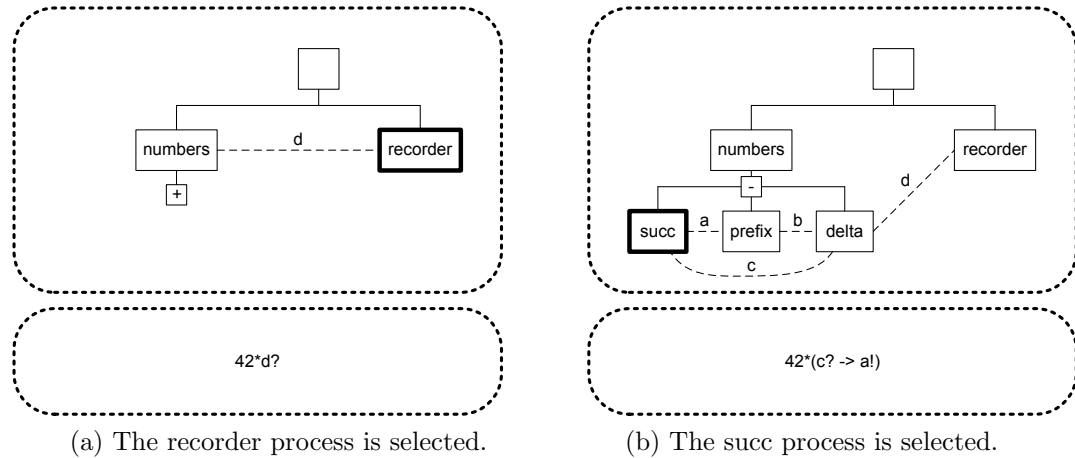 numbers
d
recorder
+
42*d?
(a) The recorder process is selected.
numbers
recorder
-
d
succ
a
prefix
b
delta
c
42*(c? -> a!)
(b) The succ process is selected.